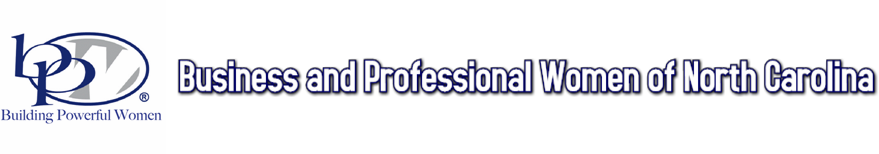 bpw
®
Building Powerful Women
Business and Professional Women of North Carolina